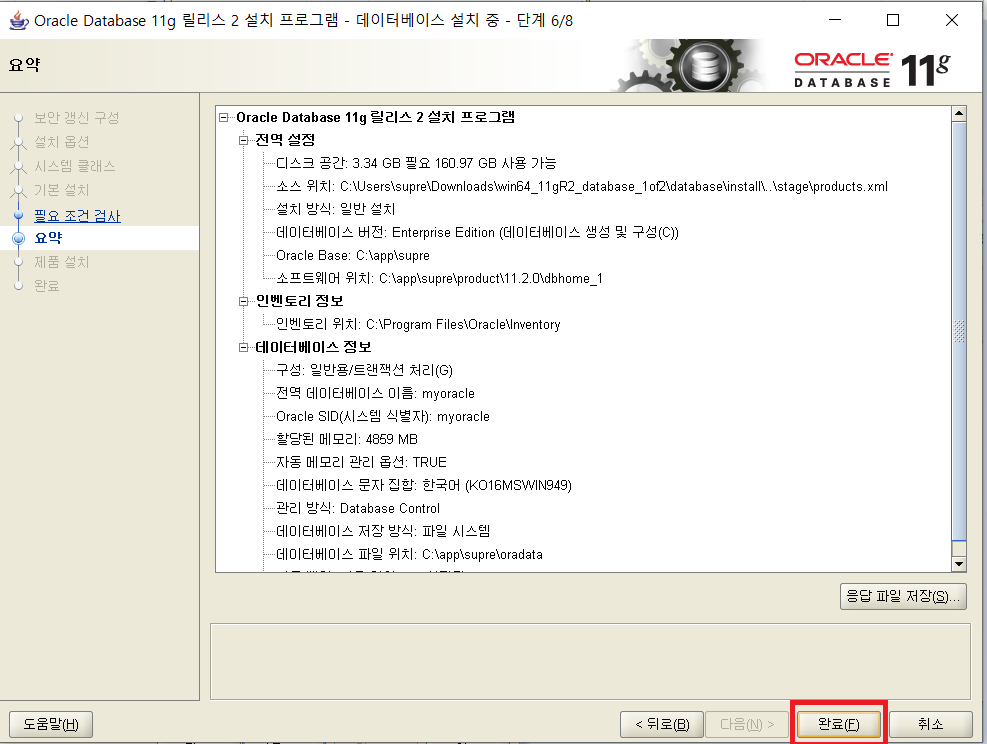 Oracle Database 11g 릴리스 2 설치 프로그램 - 데이터베이스 설치 중 - 단계 6/8
요약
ORACLE
DATABASE
11g
보안 갱신 구성
설치 옵션
시스템 클래스
기본 설치
필요 조건 검사
요약
제품 설치
완료
Oracle Database 11g 릴리스 2 설치 프로그램
전역 설정
디스크 공간: 3.34 GB 필요 160.97 GB 사용 가능
소스 위치: C:\Users\supre\Downloads\win64_11gR2_database_1of2\database\install\..\stage\products.xml
설치 방식: 일반 설치
데이터베이스 버전: Enterprise Edition (데이터베이스 생성 및 구성(C))
Oracle Base: C:\app\supre
소프트웨어 위치: C:\app\supre\product\11.2.0\dbhome_1
인벤토리 정보
인벤토리 위치: C:\Program Files\Oracle\Inventory
데이터베이스 정보
구성: 일반용/트랜잭션 처리(G)
전역 데이터베이스 이름: myoracle
Oracle SID(시스템 식별자): myoracle
할당된 메모리: 4859 MB
자동 메모리 관리 옵션: TRUE
데이터베이스 문자 집합: 한국어 (KO16MSWIN949)
관리 방식: Database Control
데이터베이스 저장 방식: 파일 시스템
데이터베이스 파일 위치: C:\app\supre\oradata
응답 파일 저장(S)...
도움말(H)
< 뒤로(B)
다음(N) >
완료(F)
취소